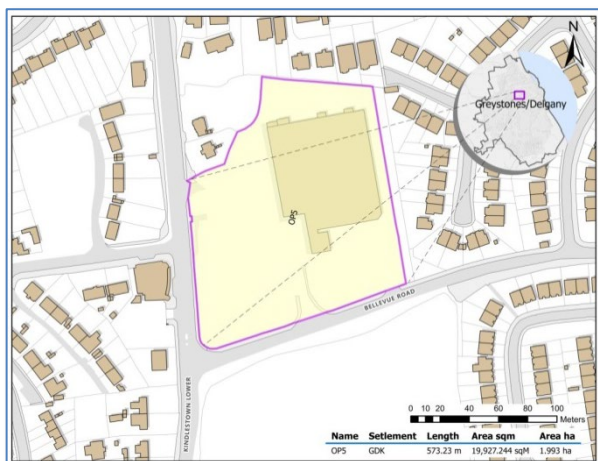 N
Greystones/Delgany
OP5
BELLEVUE ROAD
KINDLESTOWN LOWER
0 10 20 40 60 80 100
Meters
Name Setlement Length Area sqm Area ha
OP5 GDK 573.23 m 19,927.244 sqM 1.993 ha